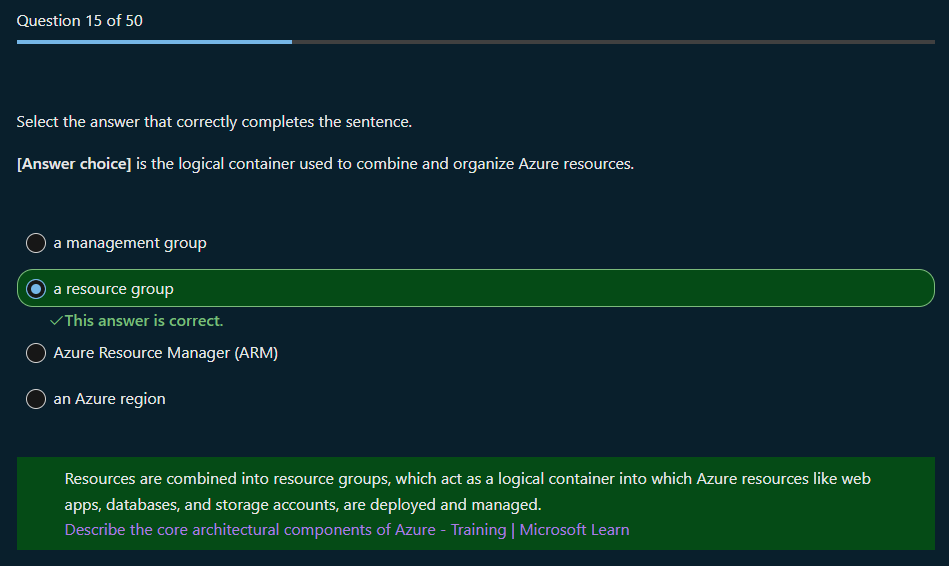 Question 15 of 50
Select the answer that correctly completes the sentence.
[Answer choice] is the logical container used to combine and organize Azure resources.
a management group
a resource group
This answer is correct.
Azure Resource Manager (ARM)
an Azure region
Resources are combined into resource groups, which act as a logical container into which Azure resources like web
apps, databases, and storage accounts, are deployed and managed.
Describe the core architectural components of Azure - Training | Microsoft Learn